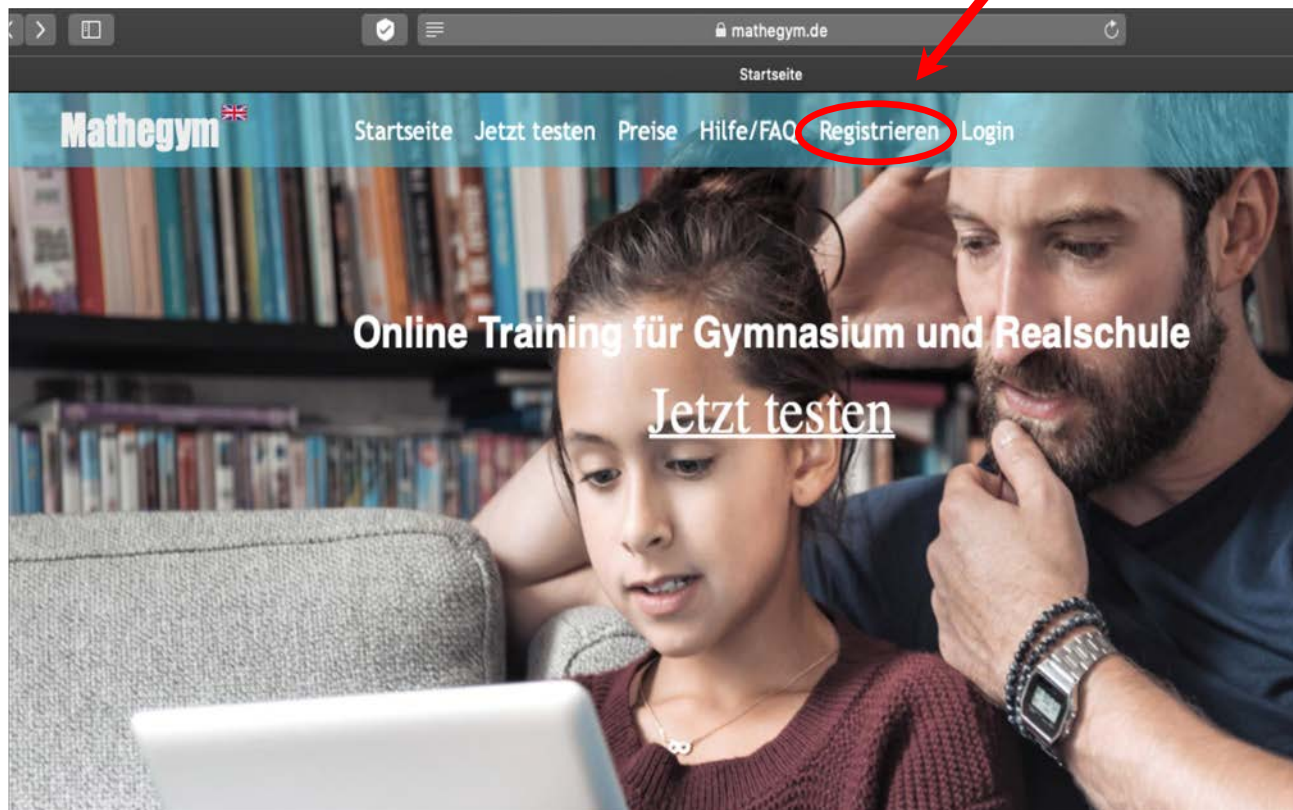 mathegym.de
Startseite
Mathegym
Startseite Jetzt testen Preise Hilfe/FAQ Registrieren Login
Online Training für Gymnasium und Realschule
Jetzt testen